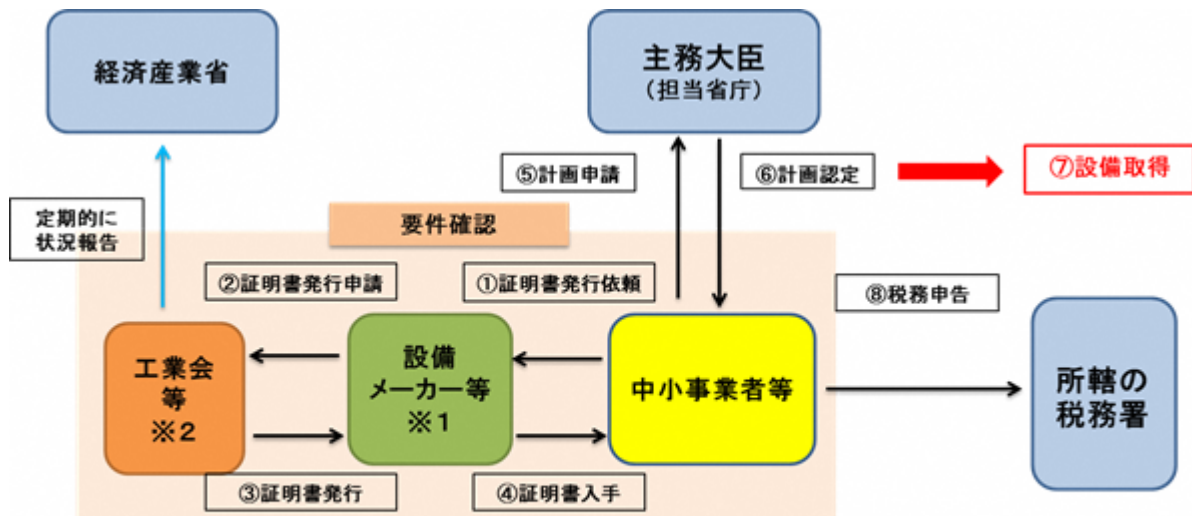 経済産業省
主務大臣
（担当省庁）
⑤計画申請
⑥計画認定
⑦設備取得
定期的に
状況報告
要件確認
②証明書発行申請
①証明書発行依頼
⑧税務申告
工業会
等
※2
設備
メーカー等
※1
中小事業者等
所轄の
税務署
③証明書発行
④証明書入手